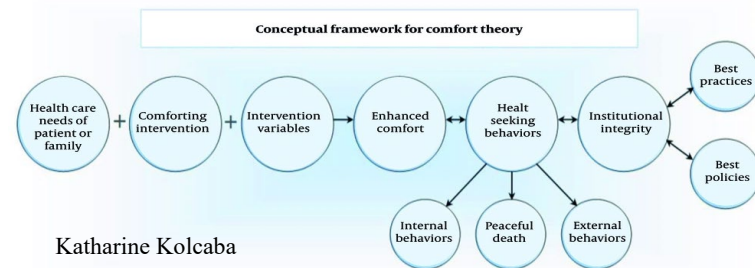 Conceptual framework for comfort theory
Health care
needs of
patient or
family
+
Comforting
intervention
+
Intervention
variables
Enhanced
comfort
Healt
seeking
behaviors
Institutional
integrity
Best
practices
Best
policies
Internal
behaviors
Peaceful
death
External
behaviors
Katharine Kolcaba